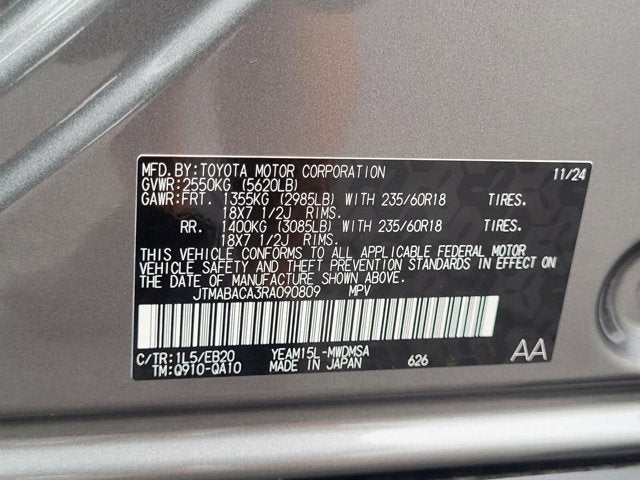 MFD.BY:TOYOTA MOTOR CORPORATION 11/24
GVWR:2550KG (5620LB)
GAWR:FRT. 1355KG (2985LB) WITH 235/60R18 TIRES.
18X7 1/2J RIMS.
RR. 1400KG (3085LB) WITH 235/60R18 TIRES.
18X7 1/2J RIMS.
THIS VEHICLE CONFORMS TO ALL APPLICABLE FEDERAL MOTOR
VEHICLE SAFETY AND THEFT PREVENTION STANDARDS IN EFFECT ON
THE DATE OF MANUFACTURE SHOWN ABOVE.
JTMABACA3RA090809 MPV
C/TR:1L5/EB20 YEAM15L-MWDMSA
TM:Q910-QA10 MADE IN JAPAN 626 AA